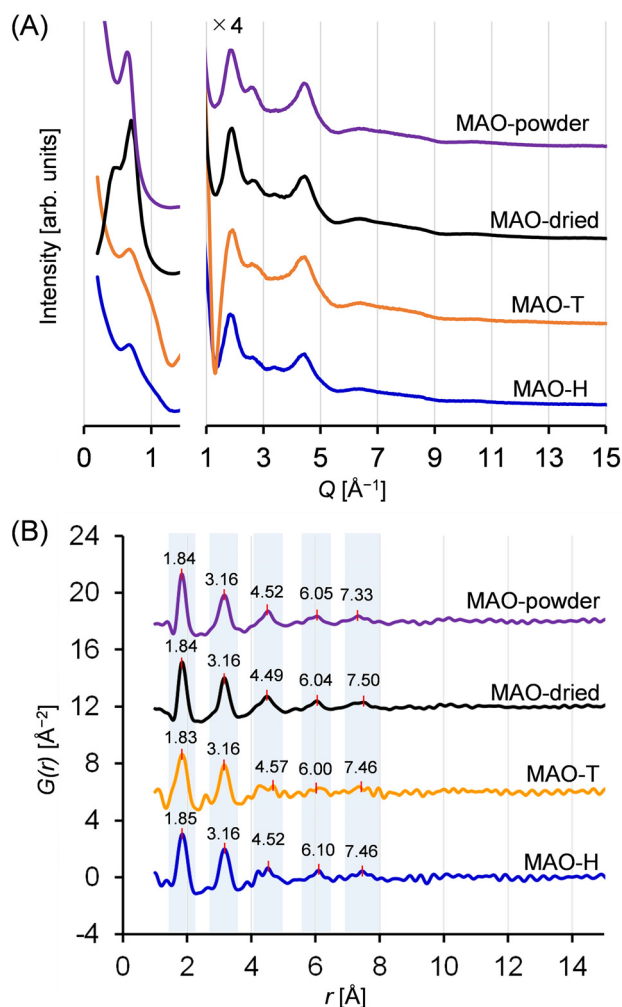 (A)
× 4
MAO-powder
MAO-dried
MAO-T
MAO-H
Intensity [arb. units]
0 1 1 3 5 7 9 11 13 15
Q [Å⁻¹]
(B)
24
20
16
12
8
4
0
-4
G(r) [Å⁻²]
1.84 3.16 4.52 6.05 7.33
MAO-powder
1.84 3.16 4.49 6.04 7.50
MAO-dried
1.83 3.16 4.57 6.00 7.46
MAO-T
1.85 3.16 4.52 6.10 7.46
MAO-H
0 2 4 6 8 10 12 14
r [Å]